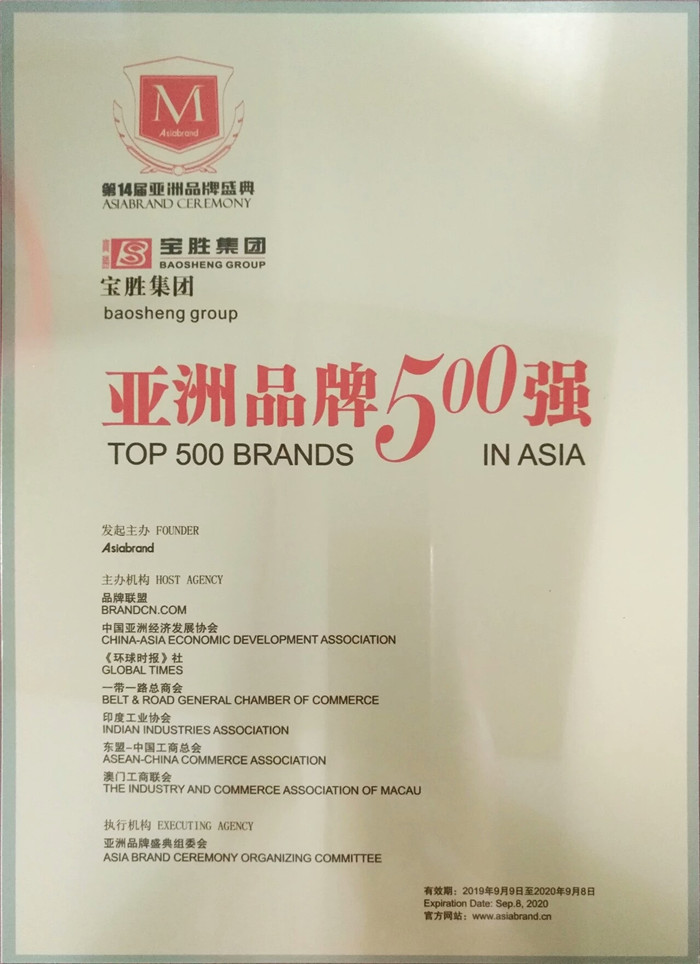 M
Asiabrand
第14届亚洲品牌盛典
ASIABRAND CEREMONY
宝胜集团
BAOSHENG GROUP
宝胜集团
baosheng group
亚洲品牌500强
TOP 500 BRANDS IN ASIA
发起主办 FOUNDER
Asiabrand
主办机构 HOST AGENCY
品牌联盟
BRANDCN.COM
中国亚洲经济发展协会
CHINA-ASIA ECONOMIC DEVELOPMENT ASSOCIATION
《环球时报》社
GLOBAL TIMES
一带一路总商会
BELT & ROAD GENERAL CHAMBER OF COMMERCE
印度工业协会
INDIAN INDUSTRIES ASSOCIATION
东盟-中国工商总会
ASEAN-CHINA COMMERCE ASSOCIATION
澳门工商联会
THE INDUSTRY AND COMMERCE ASSOCIATION OF MACAU
执行机构 EXECUTING AGENCY
亚洲品牌盛典组委会
ASIA BRAND CEREMONY ORGANIZING COMMITTEE
有效期：2019年9月9日至2020年9月8日
Expiration Date: Sep.8, 2020
官方网站：www.asiabrand.cn